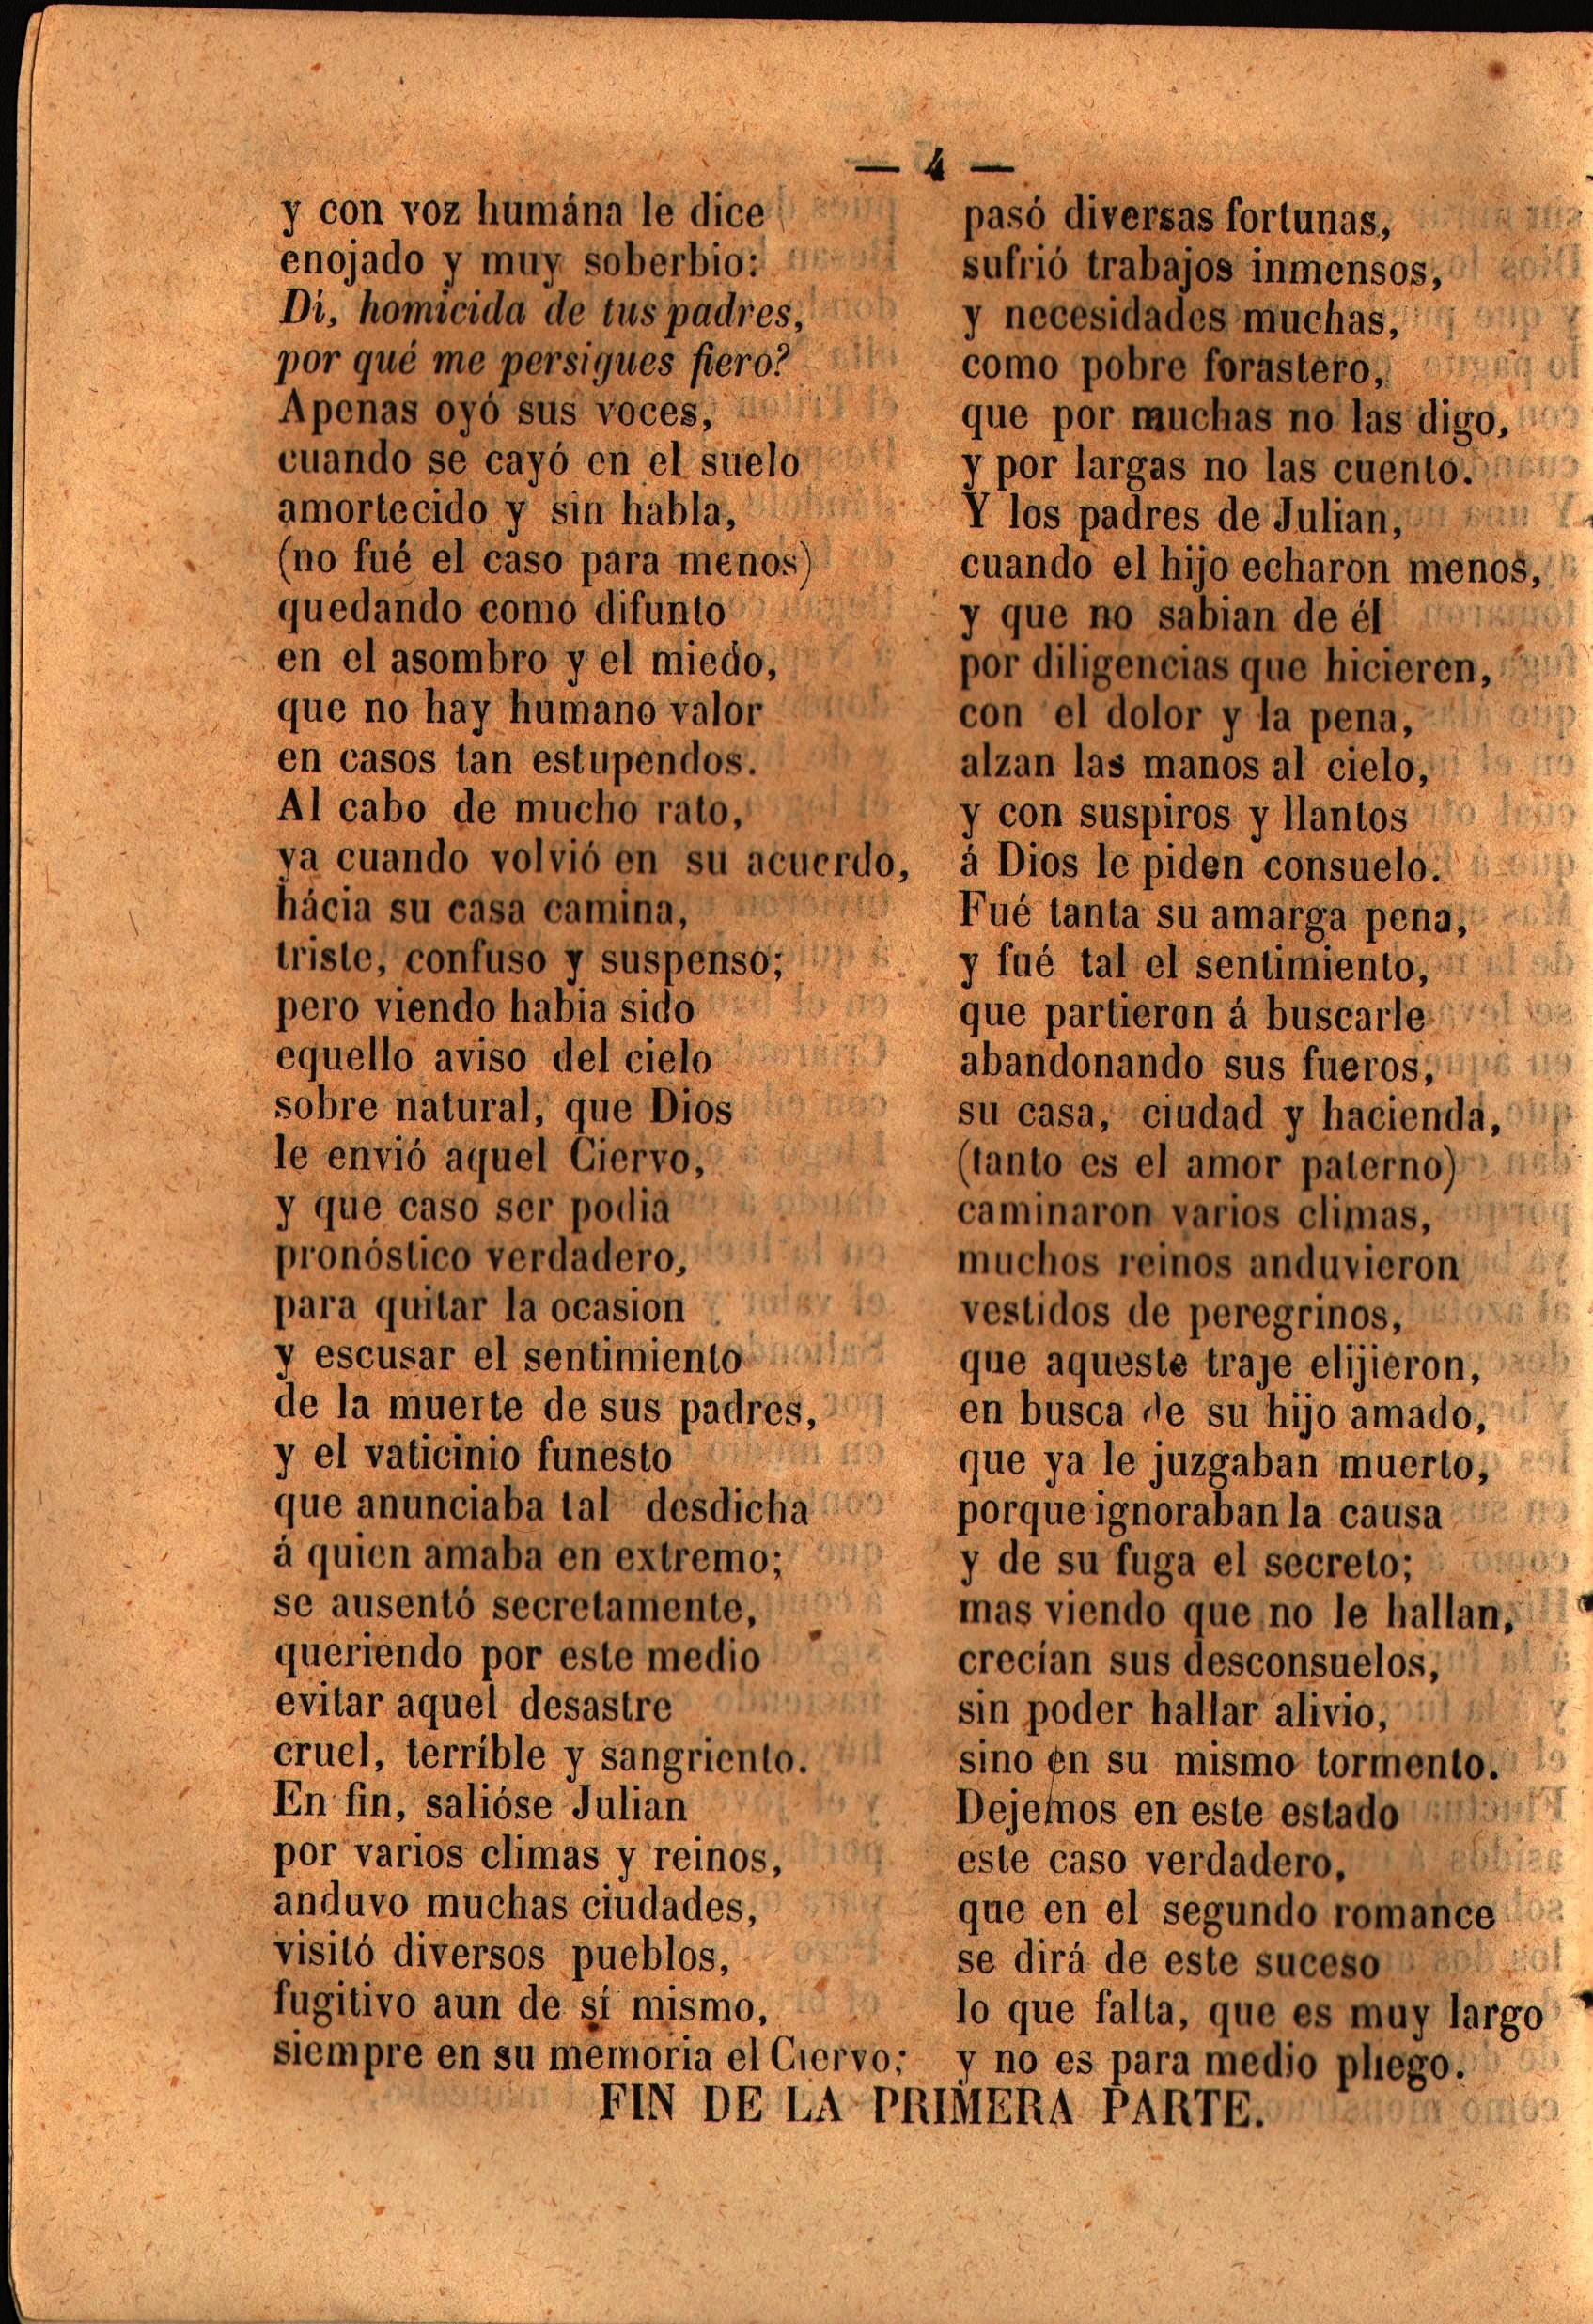 — 4 —
y con voz humána le dice
enojado y muy soberbio:
Di, homicida de tus padres,
por qué me persigues fiero?
Apenas oyó sus voces,
cuando se cayó en el suelo
amortecido y sin habla,
(no fué el caso para menos)
quedando como difunto
en el asombro y el miedo,
que no hay humano valor
en casos tan estupendos.
Al cabo de mucho rato,
ya cuando volvió en su acuerdo,
hácia su casa camina,
triste, confuso y suspenso;
pero viendo habia sido
equello aviso del cielo
sobre natural, que Dios
le envió aquel Ciervo,
y que caso ser podia
pronóstico verdadero,
para quitar la ocasion
y escusar el sentimiento
de la muerte de sus padres,
y el vaticinio funesto
que anunciaba tal desdicha
á quien amaba en extremo;
se ausentó secretamente,
queriendo por este medio
evitar aquel desastre
cruel, terrible y sangriento.
En fin, salióse Julian
por varios climas y reinos,
anduvo muchas ciudades,
visitó diversos pueblos,
fugitivo aun de sí mismo,
siempre en su memoria el Ciervo;
pasó diversas fortunas,
sufrió trabajos inmensos,
y necesidades muchas,
como pobre forastero,
que por muchas no las digo,
y por largas no las cuento.
Y los padres de Julian,
cuando el hijo echaron menos,
y que no sabian de él
por diligencias que hicieren,
con el dolor y la pena,
alzan las manos al cielo,
y con suspiros y llantos
á Dios le piden consuelo.
Fué tanta su amarga pena,
y fué tal el sentimiento,
que partieron á buscarle
abandonando sus fueros,
su casa, ciudad y hacienda,
(tanto es el amor paterno)
caminaron varios climas,
muchos reinos anduvieron
vestidos de peregrinos,
que aqueste traje elijieron,
en busca de su hijo amado,
que ya le juzgaban muerto,
porque ignoraban la causa
y de su fuga el secreto;
mas viendo que no le hallan,
crecían sus desconsuelos,
sin poder hallar alivio,
sino en su mismo tormento.
Dejemos en este estado
este caso verdadero,
que en el segundo romance
se dirá de este suceso
lo que falta, que es muy largo
y no es para medio pliego.
FIN DE LA PRIMERA PARTE.